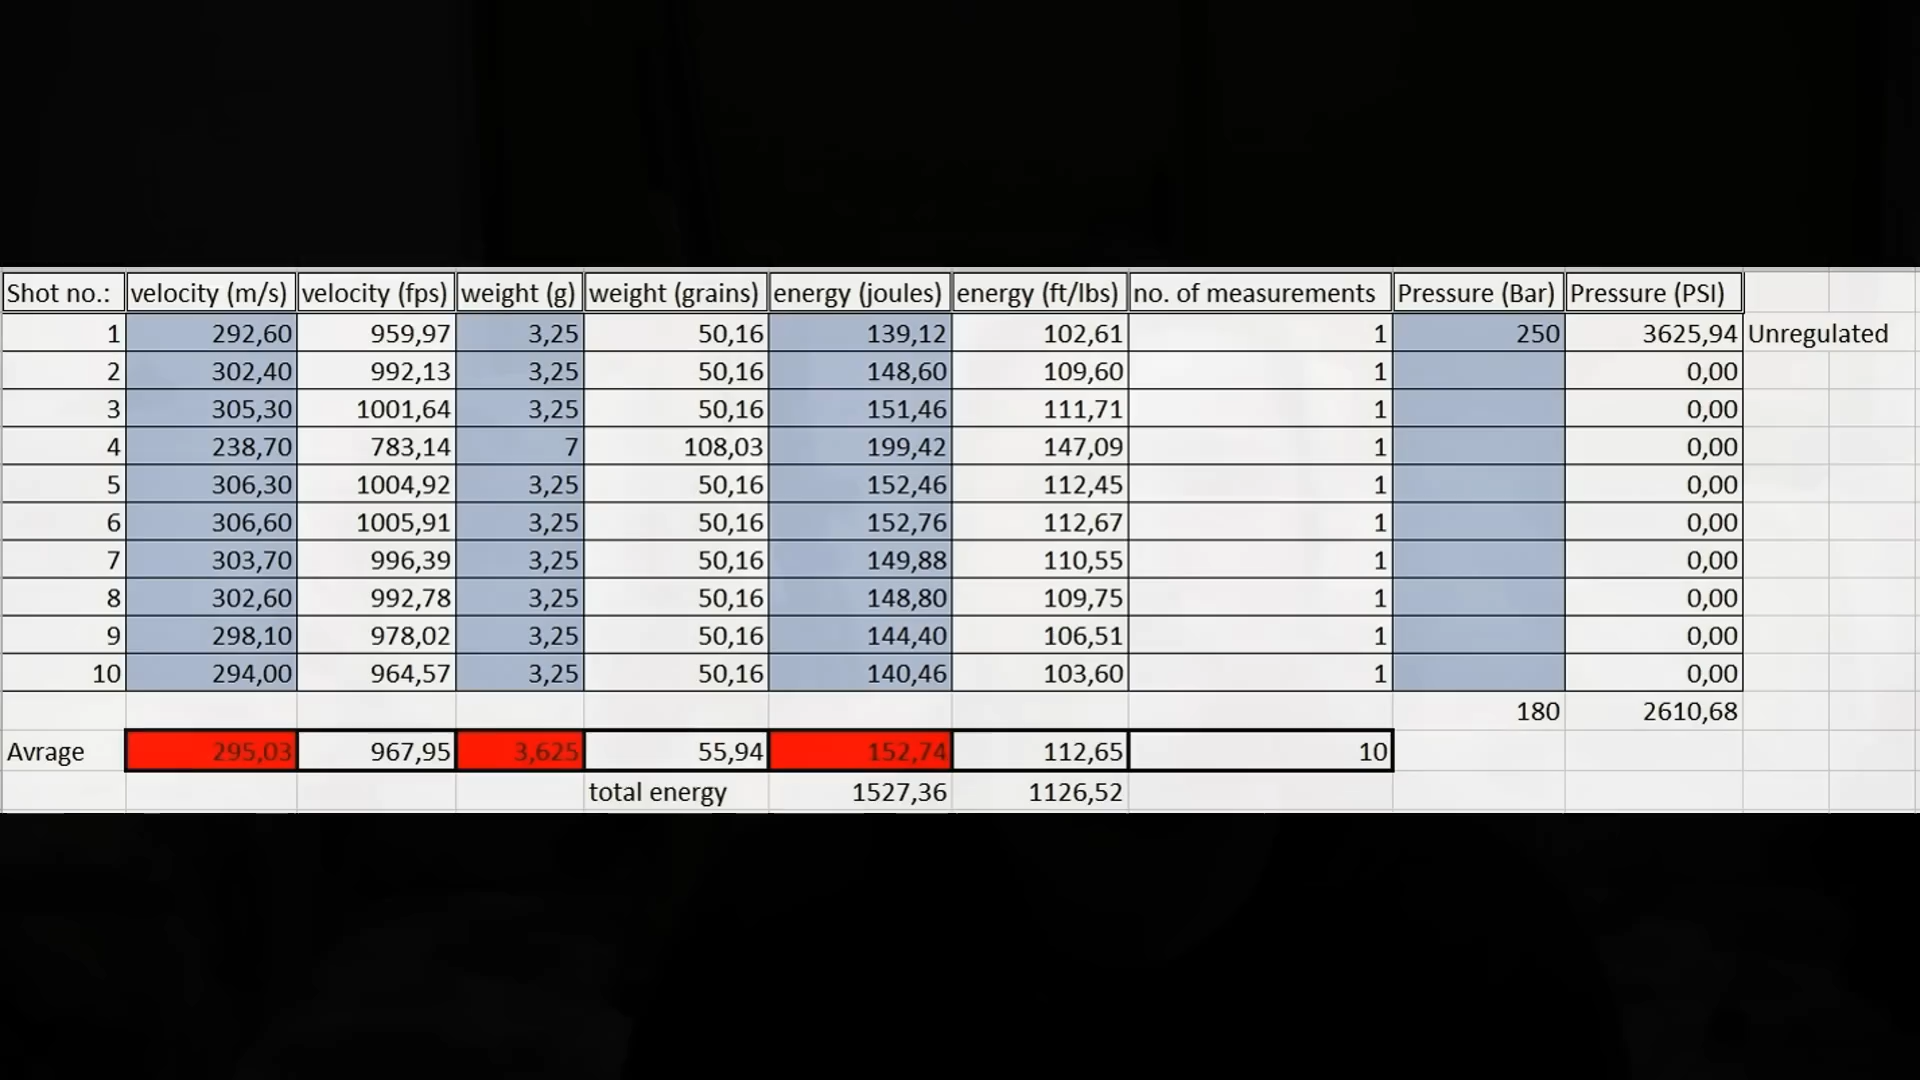 Shot no.: velocity (m/s) velocity (fps) weight (g) weight (grains) energy (joules) energy (ft/lbs) no. of measurements Pressure (Bar) Pressure (PSI)
1 292,60 959,97 3,25 50,16 139,12 102,61 1 250 3625,94 Unregulated
2 302,40 992,13 3,25 50,16 148,60 109,60 1 0,00
3 305,30 1001,64 3,25 50,16 151,46 111,71 1 0,00
4 238,70 783,14 7 108,03 199,42 147,09 1 0,00
5 306,30 1004,92 3,25 50,16 152,46 112,45 1 0,00
6 306,60 1005,91 3,25 50,16 152,76 112,67 1 0,00
7 303,70 996,39 3,25 50,16 149,88 110,55 1 0,00
8 302,60 992,78 3,25 50,16 148,80 109,75 1 0,00
9 298,10 978,02 3,25 50,16 144,40 106,51 1 0,00
10 294,00 964,57 3,25 50,16 140,46 103,60 1 0,00
180 2610,68
Avrage 295,03 967,95 3,625 55,94 152,74 112,65 10
total energy 1527,36 1126,52